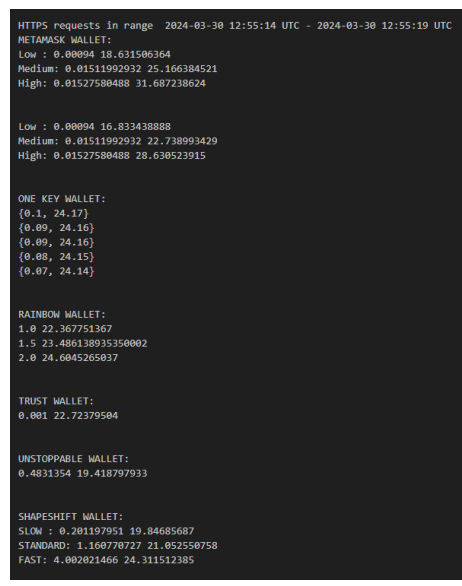 HTTPS requests in range  2024-03-30 12:55:14 UTC - 2024-03-30 12:55:19 UTC
METAMASK WALLET:
Low : 0.00094 18.631506364
Medium: 0.01511992932 25.166384521
High: 0.01527580488 31.687238624
Low : 0.00094 16.833438888
Medium: 0.01511992932 22.738993429
High: 0.01527580488 28.630523915
ONE KEY WALLET:
{0.1, 24.17}
{0.09, 24.16}
{0.09, 24.16}
{0.08, 24.15}
{0.07, 24.14}
RAINBOW WALLET:
1.0 22.367751367
1.5 23.486138935350002
2.0 24.6045265037
TRUST WALLET:
0.001 22.72379504
UNSTOPPABLE WALLET:
0.4831354 19.418797933
SHAPESHIFT WALLET:
SLOW : 0.201197951 19.84685687
STANDARD: 1.160770727 21.052550758
FAST: 4.002021466 24.311512385